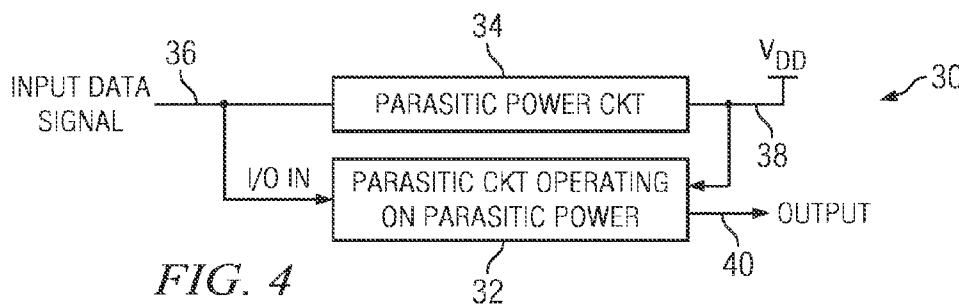 34
36
V_DD
INPUT DATA
SIGNAL
PARASITIC POWER CKT
30
38
I/O IN
PARASITIC CKT OPERATING
ON PARASITIC POWER
OUTPUT
40
32
FIG. 4